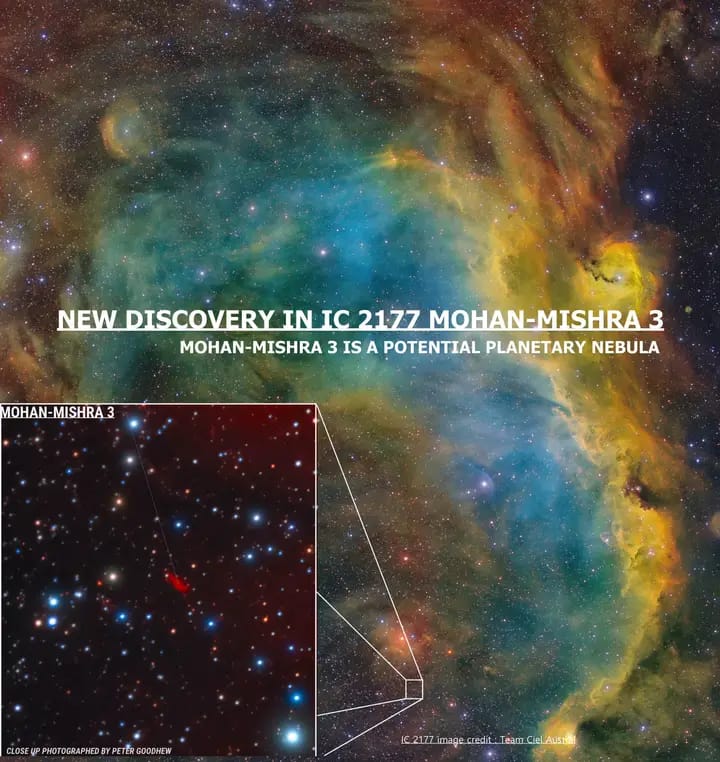 NEW DISCOVERY IN IC 2177 MOHAN-MISHRA 3
MOHAN-MISHRA 3 IS A POTENTIAL PLANETARY NEBULA
MOHAN-MISHRA 3
CLOSE UP PHOTOGRAPHED BY PETER GOODHEW
IC 2177 image credit : Team Ciel Austral